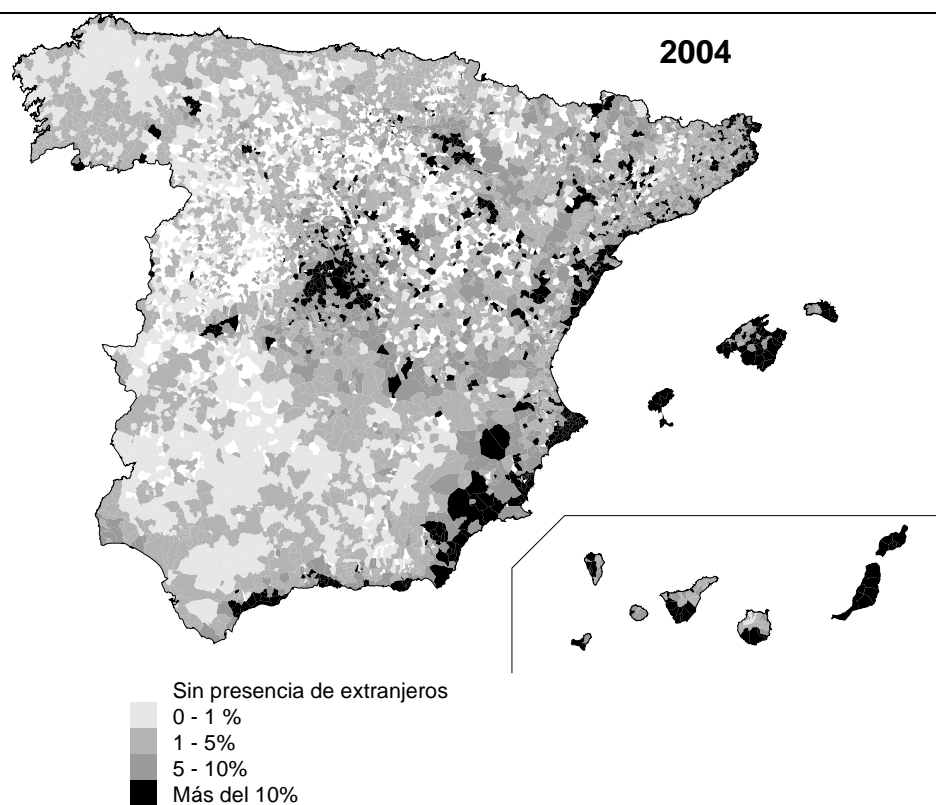 2004
Sin presencia de extranjeros
0 - 1 %
1 - 5%
5 - 10%
Más del 10%